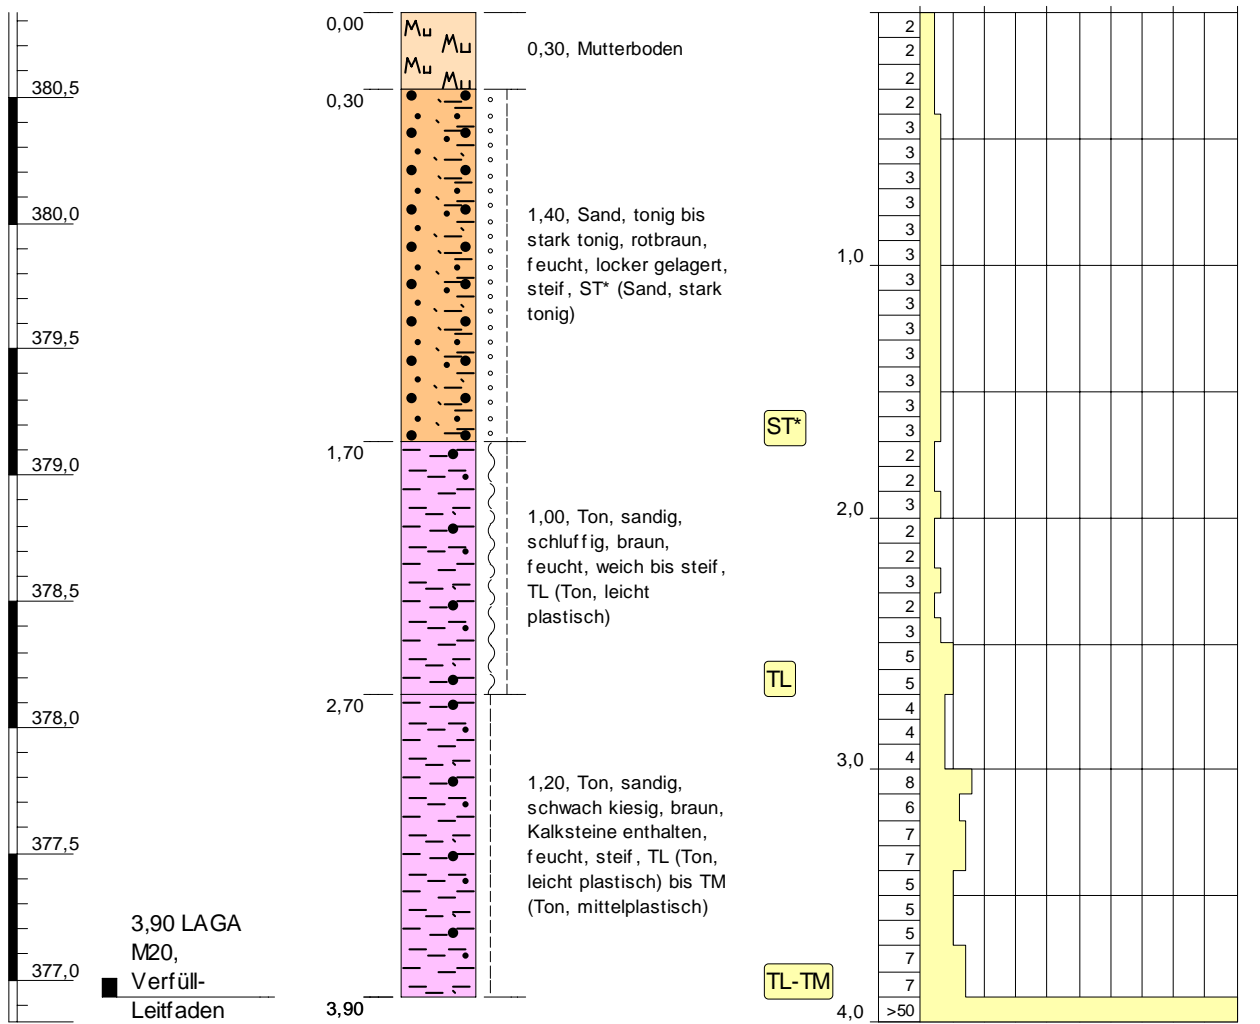 380,5
380,0
379,5
379,0
378,5
378,0
377,5
377,0
3,90 LAGA
M20,
Verfüll-
Leitfaden
0,00
0,30
1,70
2,70
3,90
Mu
Mu
Mu
Mu
0,30, Mutterboden
1,40, Sand, tonig bis
stark tonig, rotbraun,
feucht, locker gelagert,
steif, ST* (Sand, stark
tonig)
1,00, Ton, sandig,
schluffig, braun,
feucht, weich bis steif,
TL (Ton, leicht
plastisch)
1,20, Ton, sandig,
schwach kiesig, braun,
Kalksteine enthalten,
feucht, steif, TL (Ton,
leicht plastisch) bis TM
(Ton, mittelplastisch)
ST*
TL
TL-TM
1,0
2,0
3,0
4,0
2
2
2
2
3
3
3
3
3
3
3
3
3
3
3
3
3
2
2
3
2
2
3
2
3
5
5
4
4
4
8
6
7
7
5
5
5
7
7
>50